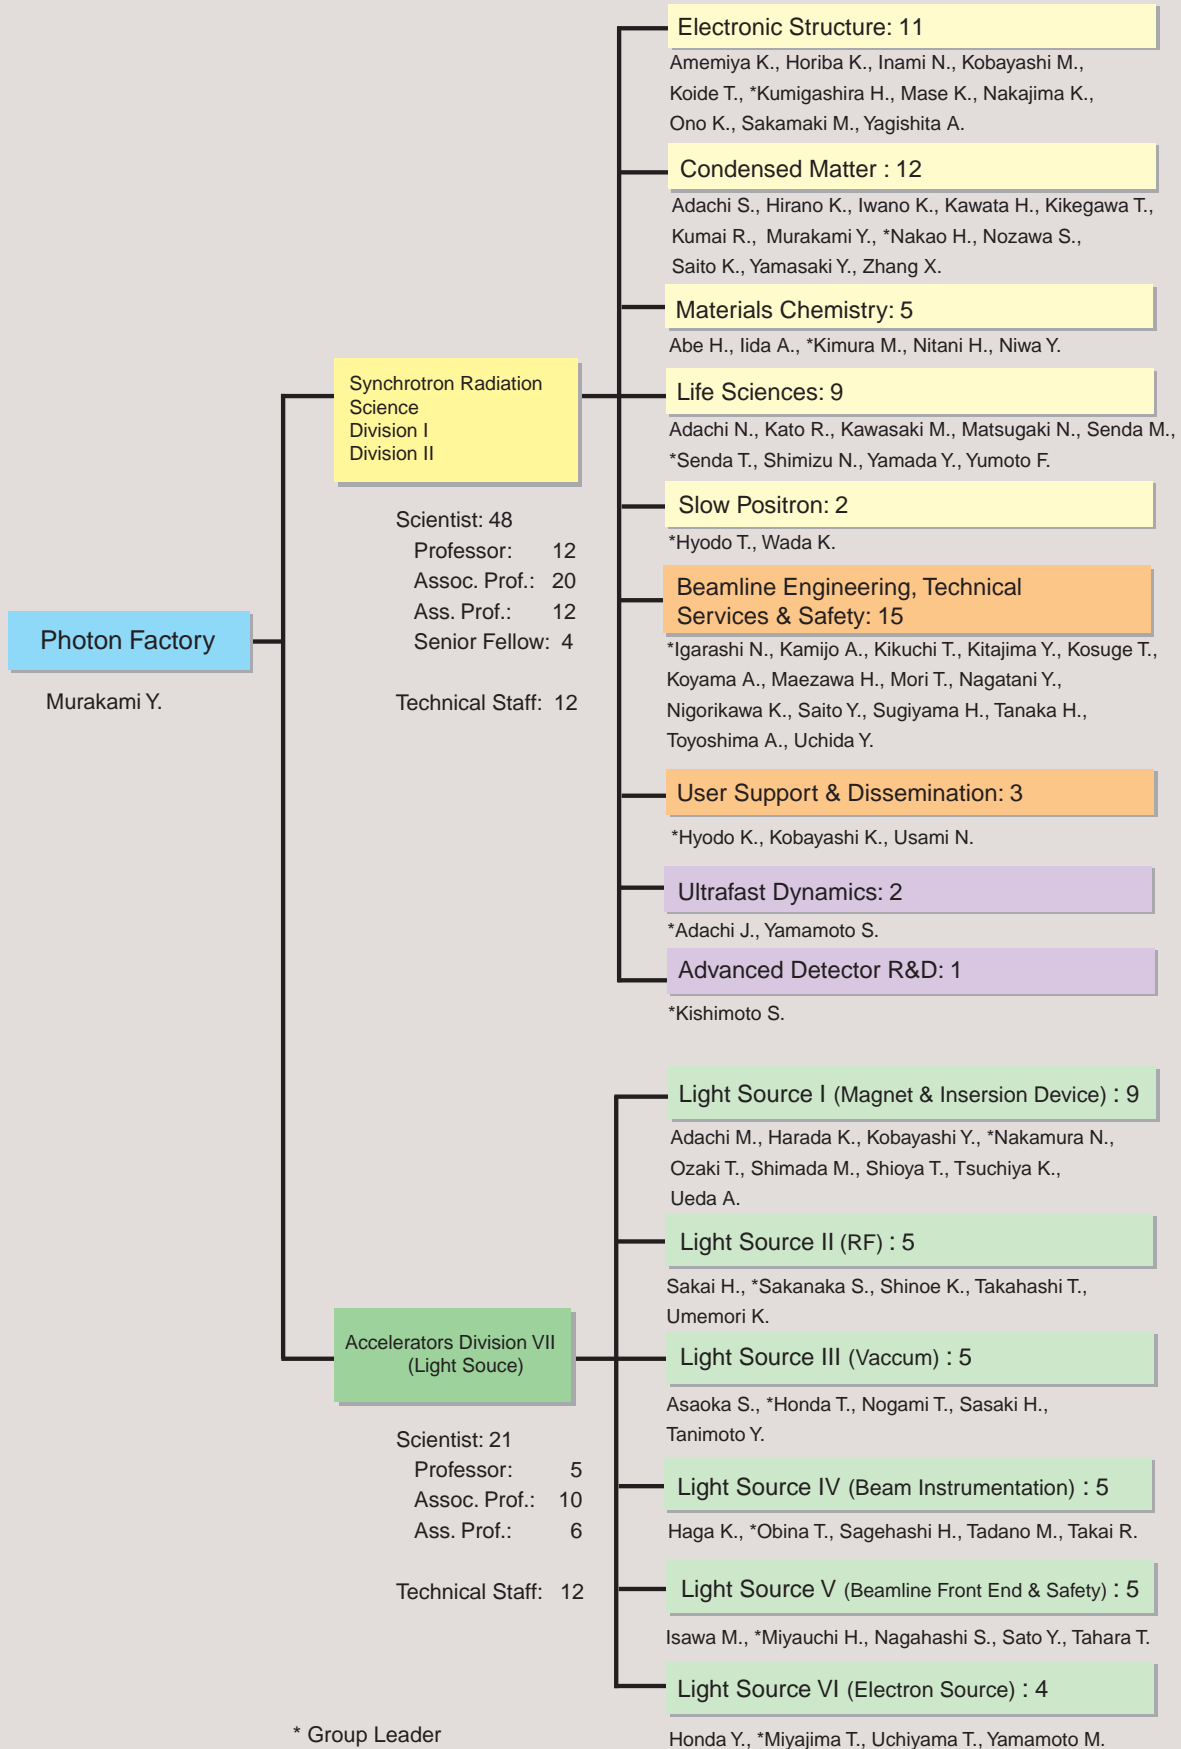 Photon Factory
Murakami Y.
Synchrotron Radiation
Science
Division I
Division II
Scientist: 48
Professor: 12
Assoc. Prof.: 20
Ass. Prof.: 12
Senior Fellow: 4
Technical Staff: 12
Electronic Structure: 11
Amemiya K., Horiba K., Inami N., Kobayashi M.,
Koide T., *Kumigashira H., Mase K., Nakajima K.,
Ono K., Sakamaki M., Yagishita A.
Condensed Matter : 12
Adachi S., Hirano K., Iwano K., Kawata H., Kikegawa T.,
Kumai R., Murakami Y., *Nakao H., Nozawa S.,
Saito K., Yamasaki Y., Zhang X.
Materials Chemistry: 5
Abe H., Iida A., *Kimura M., Nitani H., Niwa Y.
Life Sciences: 9
Adachi N., Kato R., Kawasaki M., Matsugaki N., Senda M.,
*Senda T., Shimizu N., Yamada Y., Yumoto F.
Slow Positron: 2
*Hyodo T., Wada K.
Beamline Engineering, Technical
Services & Safety: 15
*Igarashi N., Kamijo A., Kikuchi T., Kitajima Y., Kosuge T.,
Koyama A., Maezawa H., Mori T., Nagatani Y.,
Nigorikawa K., Saito Y., Sugiyama H., Tanaka H.,
Toyoshima A., Uchida Y.
User Support & Dissemination: 3
*Hyodo K., Kobayashi K., Usami N.
Ultrafast Dynamics: 2
*Adachi J., Yamamoto S.
Advanced Detector R&D: 1
*Kishimoto S.
Accelerators Division VII
(Light Souce)
Scientist: 21
Professor: 5
Assoc. Prof.: 10
Ass. Prof.: 6
Technical Staff: 12
Light Source I (Magnet & Insersion Device) : 9
Adachi M., Harada K., Kobayashi Y., *Nakamura N.,
Ozaki T., Shimada M., Shioya T., Tsuchiya K.,
Ueda A.
Light Source II (RF) : 5
Sakai H., *Sakanaka S., Shinoe K., Takahashi T.,
Umemori K.
Light Source III (Vaccum) : 5
Asaoka S., *Honda T., Nogami T., Sasaki H.,
Tanimoto Y.
Light Source IV (Beam Instrumentation) : 5
Haga K., *Obina T., Sagehashi H., Tadano M., Takai R.
Light Source V (Beamline Front End & Safety) : 5
Isawa M., *Miyauchi H., Nagahashi S., Sato Y., Tahara T.
Light Source VI (Electron Source) : 4
Honda Y., *Miyajima T., Uchiyama T., Yamamoto M.
* Group Leader